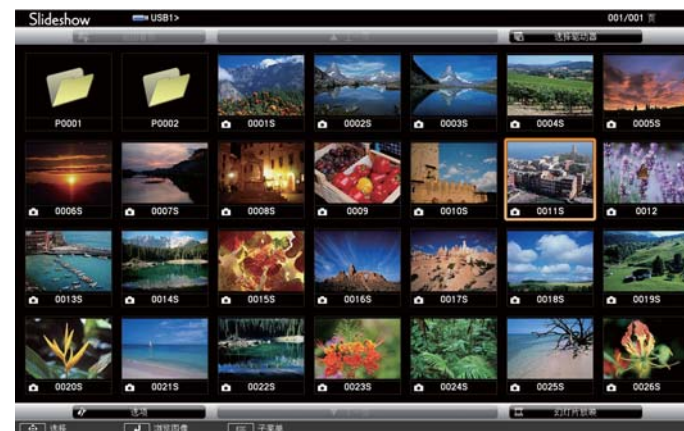 Slideshow USB1> 001/001 页
选择驱动器
P0001 P0002 0001S 0002S 0003S 0004S 0005S
0006S 0007S 0008S 0009 0010S 0011S 0012
0013S 0014S 0015S 0016S 0017S 0018S 0019S
0020S 0021S 0022S 0023S 0024S 0025S 0026S
选项 幻灯片放映
选择 浏览图像 子菜单